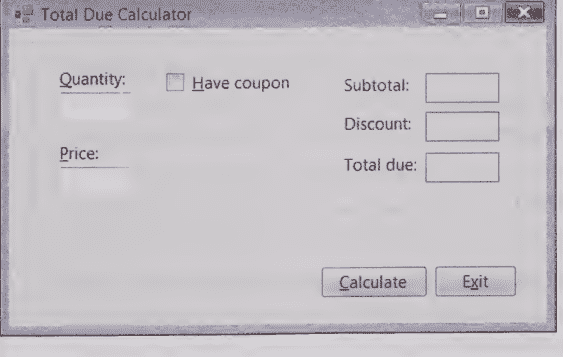 Total Due Calculator
Quantity:
Have coupon
Price:
Subtotal:
Discount:
Total due:
Calculate
Exit